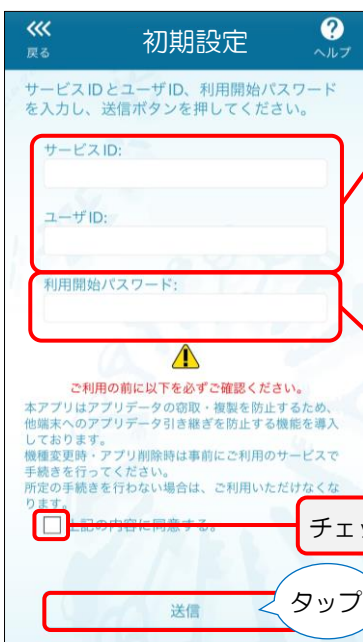 戻る
初期設定
ヘルプ
サービスIDとユーザID、利用開始パスワード
を入力し、送信ボタンを押してください。
サービスID:
ユーザID:
利用開始パスワード:
ご利用の前に以下を必ずご確認ください。
本アプリはアプリデータの窃取・複製を防止するため、
他端末へのアプリデータ引き継ぎを防止する機能を導入
しております。
機種変更時・アプリ削除時は事前にご利用のサービスで
手続きを行ってください。
所定の手続きを行わない場合は、ご利用いただけなくな
ります。
上記の内容に同意する。
チェッ
送信
タップ